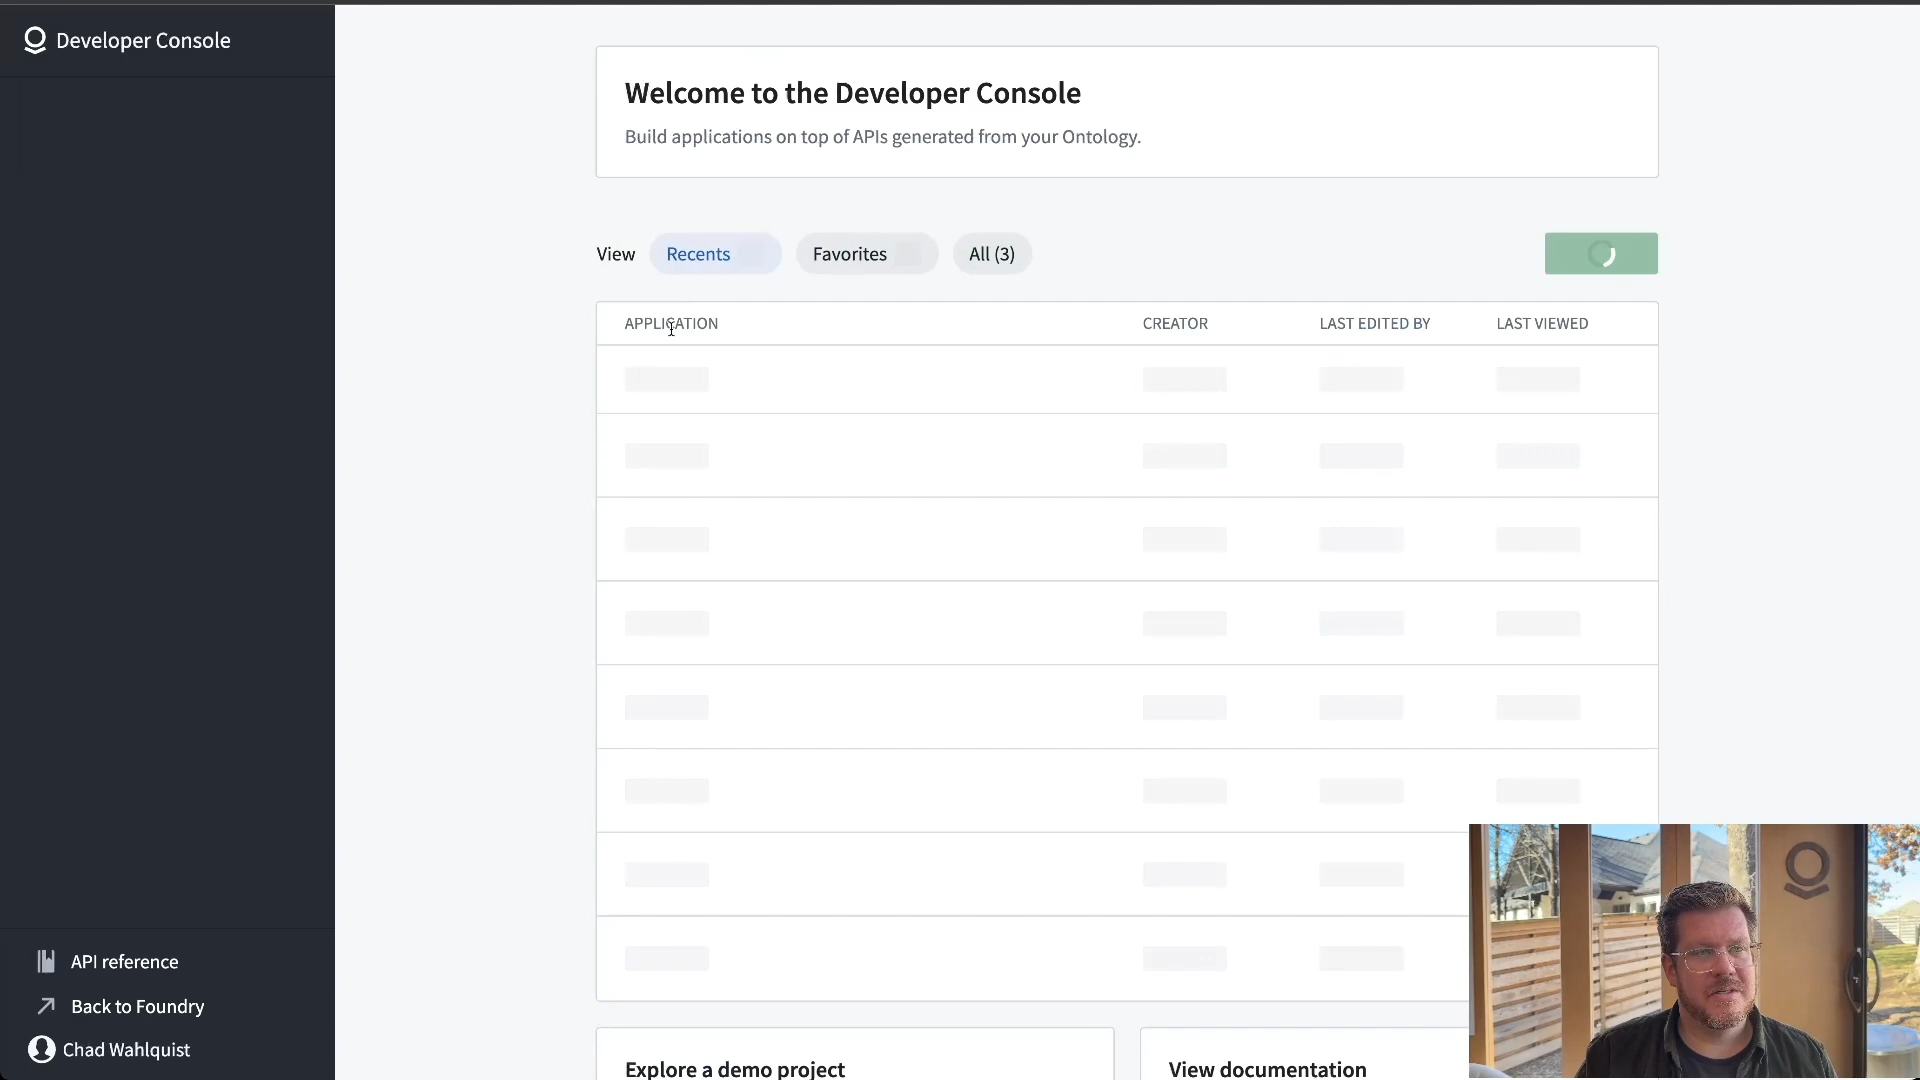 Developer Console
Welcome to the Developer Console
Build applications on top of APIs generated from your Ontology.
View Recents Favorites All (3)
APPLICATION CREATOR LAST EDITED BY LAST VIEWED
API reference
Back to Foundry
Chad Wahlquist
Explore a demo project
View documentation